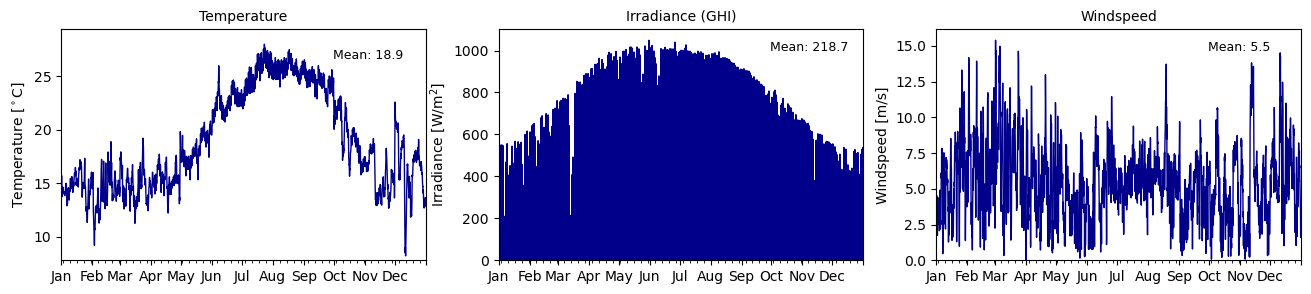 Temperature
Temperature [°C]
25
20
15
10
Mean: 18.9
Jan Feb Mar Apr May Jun Jul Aug Sep Oct Nov Dec
Irradiance (GHI)
Irradiance [W/m²]
1000
800
600
400
200
0
Mean: 218.7
Jan Feb Mar Apr May Jun Jul Aug Sep Oct Nov Dec
Windspeed
Windspeed [m/s]
15.0
12.5
10.0
7.5
5.0
2.5
0.0
Mean: 5.5
Jan Feb Mar Apr May Jun Jul Aug Sep Oct Nov Dec